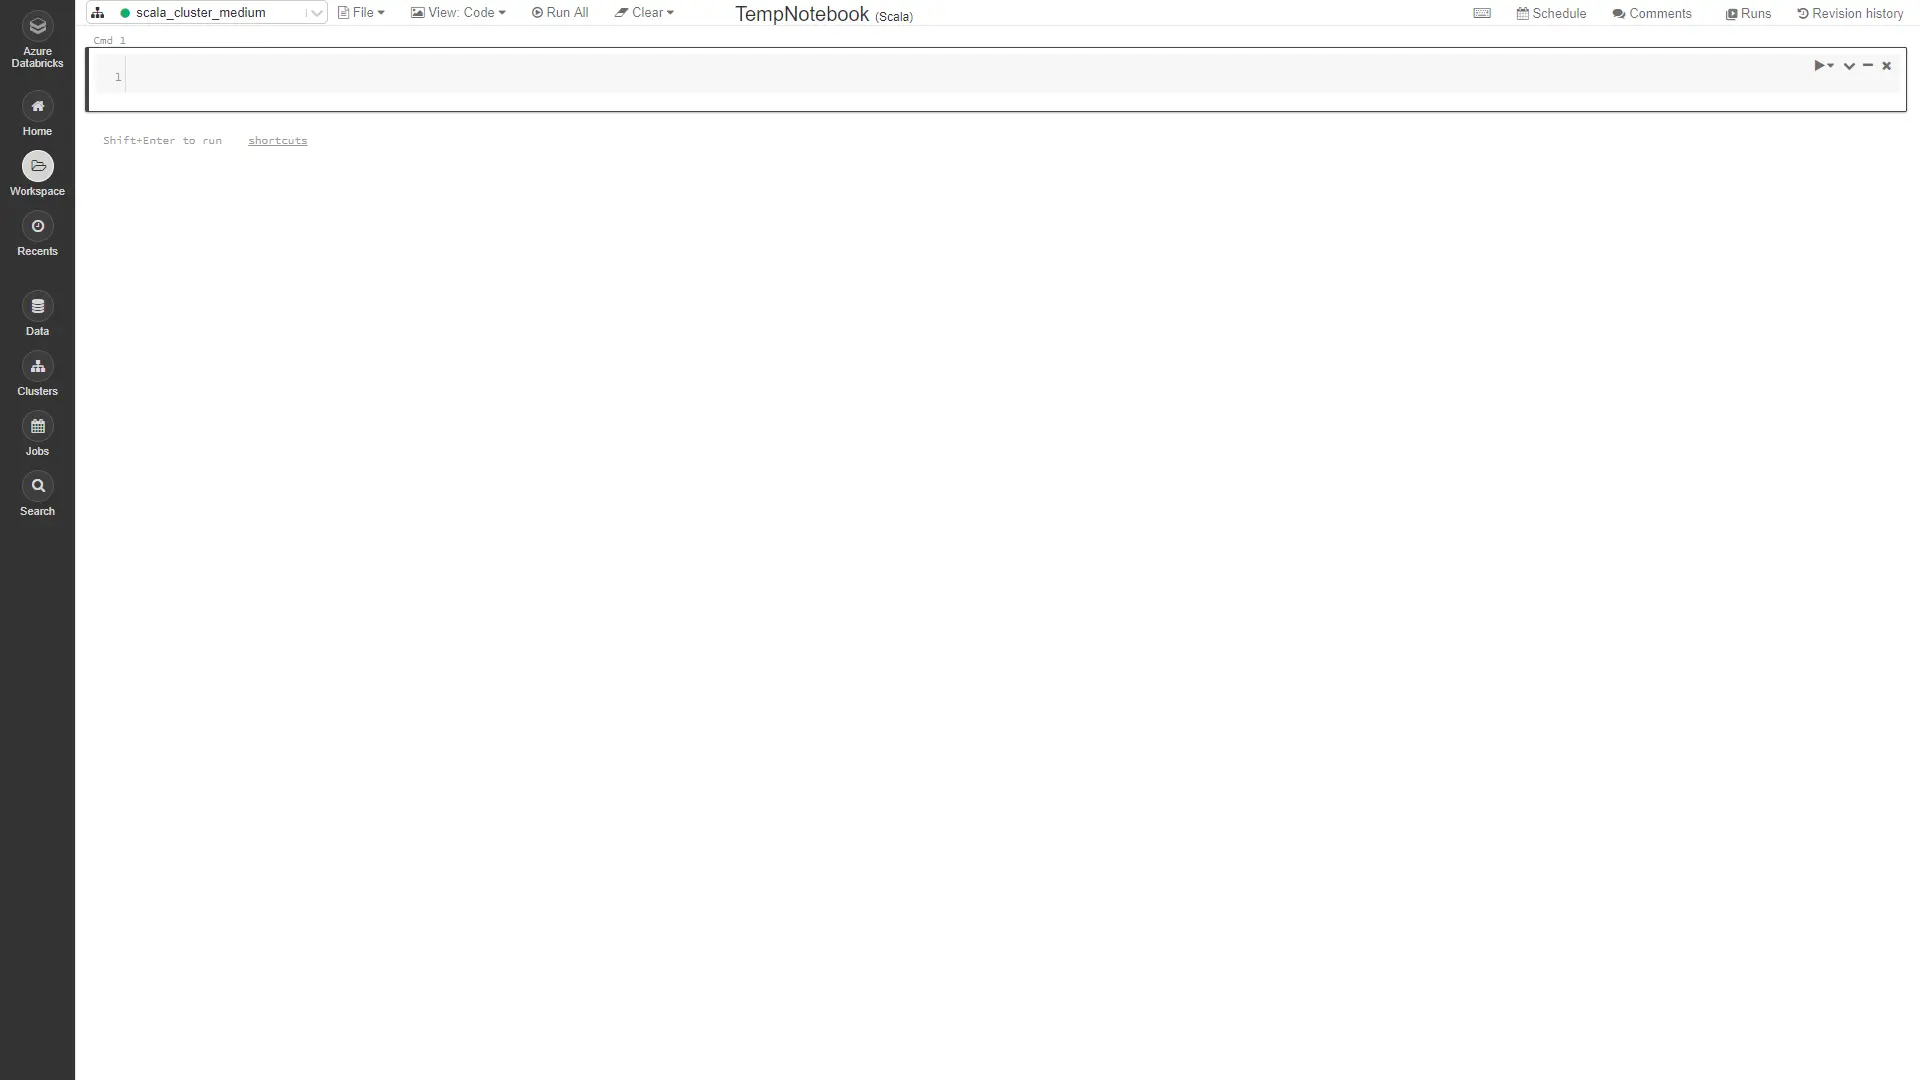 scala_cluster_medium File View: Code Run All Clear TempNotebook (Scala) Schedule Comments Runs Revision history
Azure
Databricks
Home
Workspace
Recents
Data
Clusters
Jobs
Search
Cmd 1
1
Shift+Enter to run shortcuts